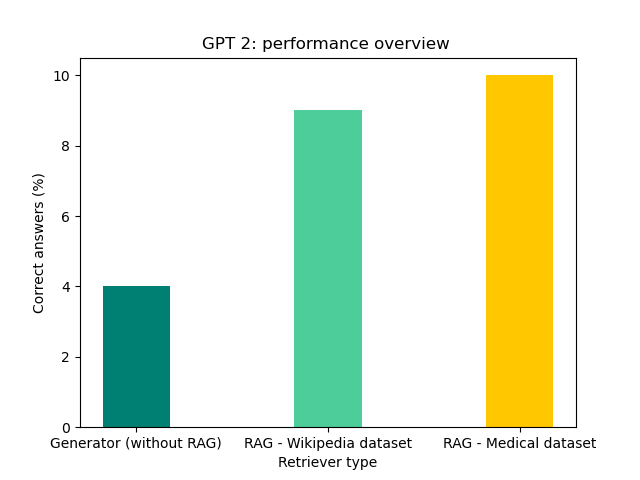 GPT 2: performance overview
Correct answers (%)
10
8
6
4
2
0
Generator (without RAG) RAG - Wikipedia dataset RAG - Medical dataset
Retriever type